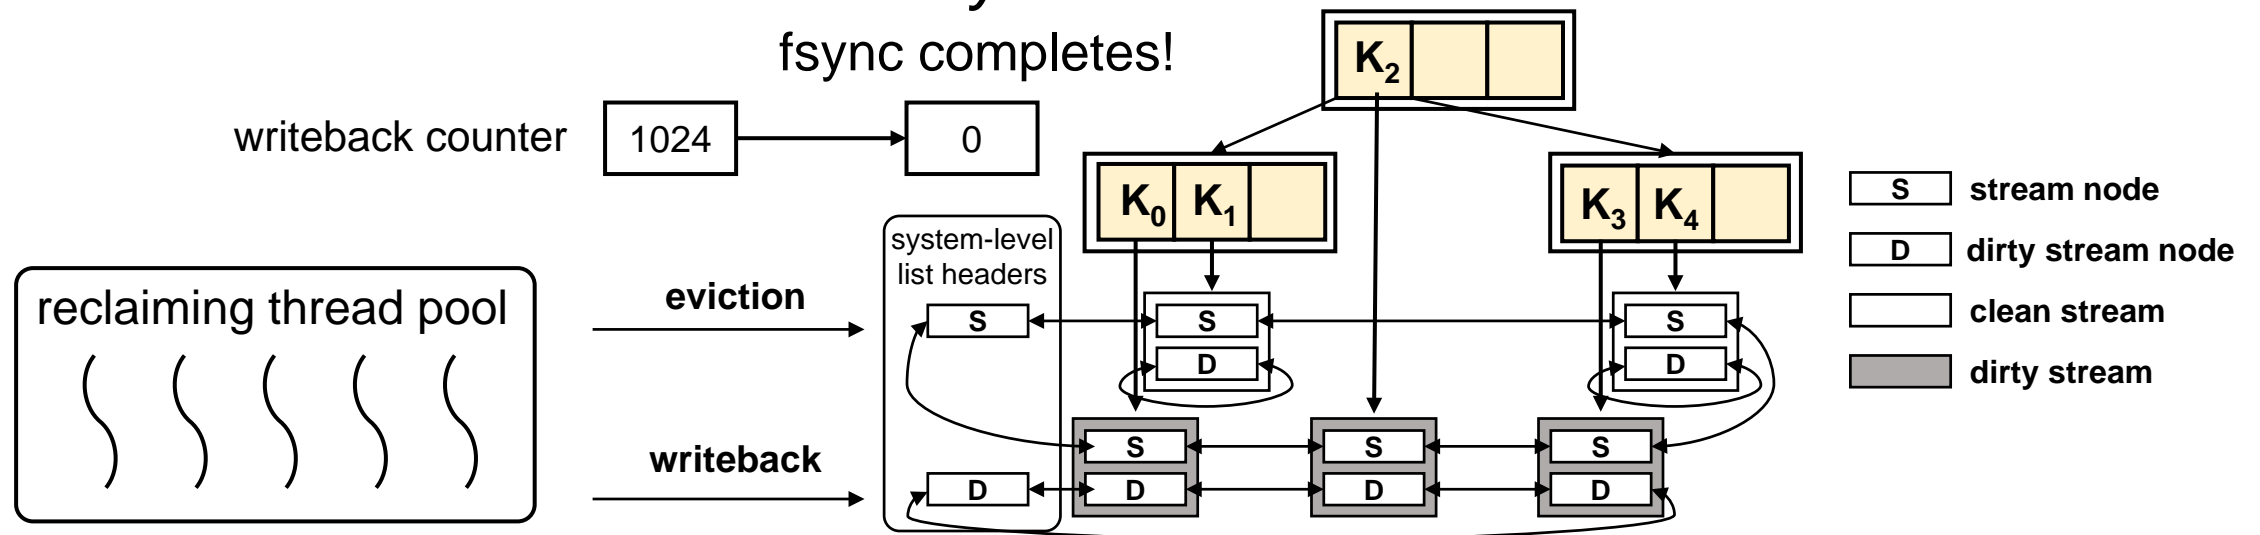 y
fsync completes!
writeback counter
1024
0
K2
K0 K1
K3 K4
system-level
list headers
reclaiming thread pool
eviction
writeback
S
S
S
D
D
S
S
S
D
D
D
D
S stream node
D dirty stream node
clean stream
dirty stream